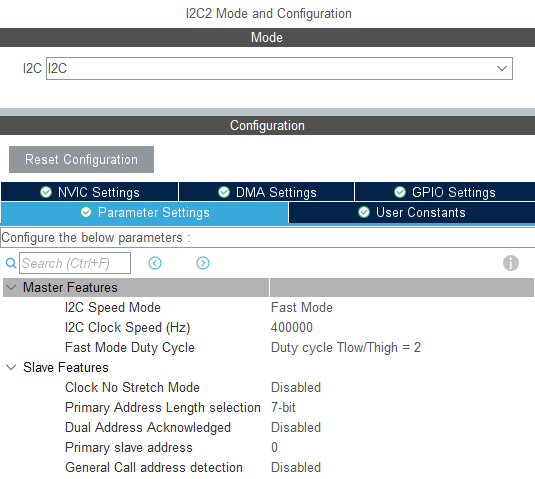 I2C2 Mode and Configuration
Mode
I2C I2C
Configuration
Reset Configuration
NVIC Settings DMA Settings GPIO Settings
Parameter Settings User Constants
Configure the below parameters :
Search (Ctrl+F)
Master Features
I2C Speed Mode Fast Mode
I2C Clock Speed (Hz) 400000
Fast Mode Duty Cycle Duty cycle Tlow/Thigh = 2
Slave Features
Clock No Stretch Mode Disabled
Primary Address Length selection 7-bit
Dual Address Acknowledged Disabled
Primary slave address 0
General Call address detection Disabled